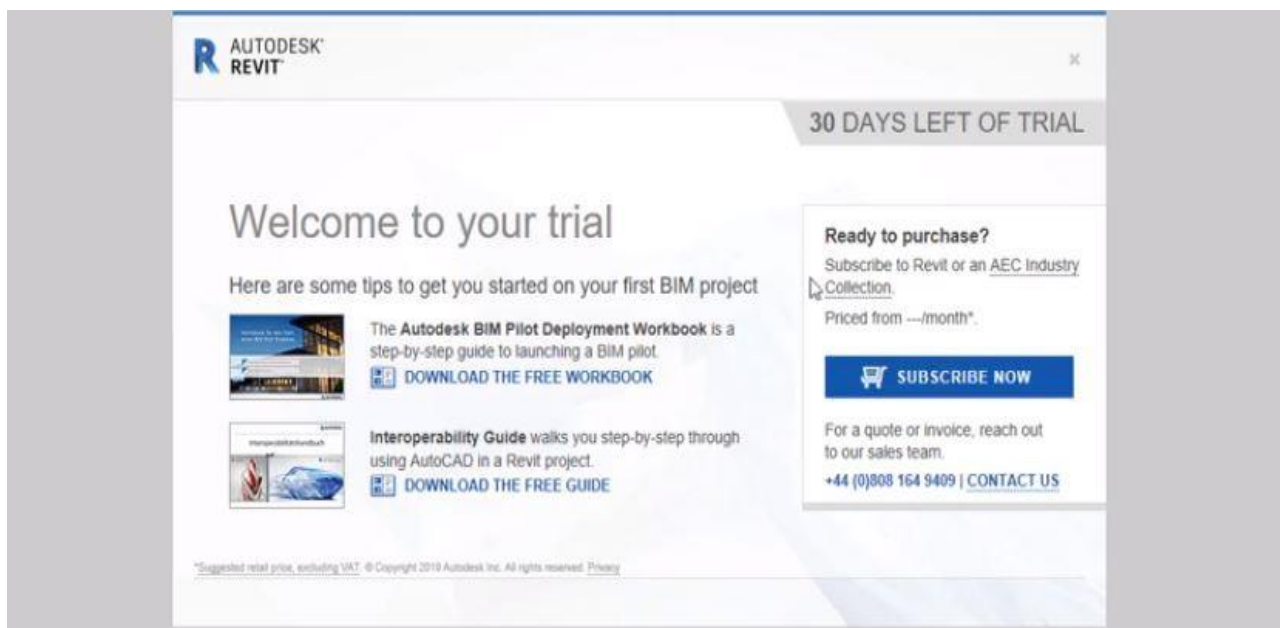 AUTODESK®
REVIT®
30 DAYS LEFT OF TRIAL
Welcome to your trial
Here are some tips to get you started on your first BIM project
The Autodesk BIM Pilot Deployment Workbook is a
step-by-step guide to launching a BIM pilot.
DOWNLOAD THE FREE WORKBOOK
Interoperability Guide walks you step-by-step through
using AutoCAD in a Revit project.
DOWNLOAD THE FREE GUIDE
Ready to purchase?
Subscribe to Revit or an AEC Industry
Collection.
Priced from ---/month*.
SUBSCRIBE NOW
For a quote or invoice, reach out
to our sales team.
+44 (0)808 164 9409 | CONTACT US
*Suggested retail price, excluding VAT. © Copyright 2019 Autodesk Inc. All rights reserved. Privacy